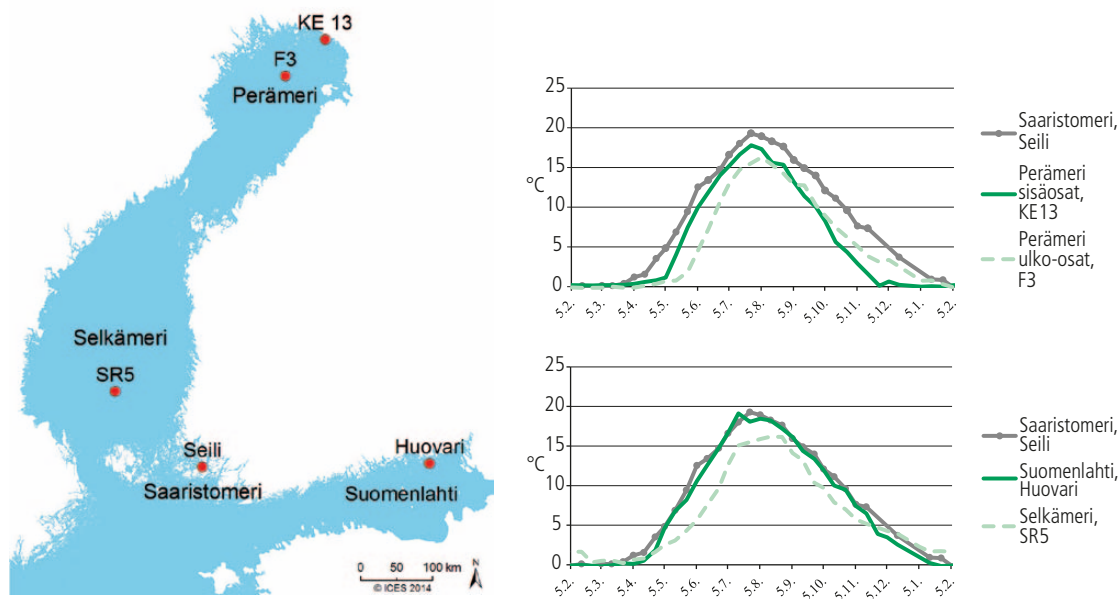 KE 13
F3
Perämeri
Selkämeri
SR5
Seili
Saaristomeri
Huovari
Suomenlahti
0 50 100 km
© ICES 2014
N
25
20
15
°C
10
5
0
5.2.
5.3.
5.4.
5.5.
5.6.
5.7.
5.8.
5.9.
5.10.
5.11.
5.12.
5.1.
5.2.
Saaristomeri,
Seili
Perämeri
sisäosat,
KE13
Perämeri
ulko-osat,
F3
25
20
15
°C
10
5
0
5.2.
5.3.
5.4.
5.5.
5.6.
5.7.
5.8.
5.9.
5.10.
5.11.
5.12.
5.1.
5.2.
Saaristomeri,
Seili
Suomenlahti,
Huovari
Selkämeri,
SR5